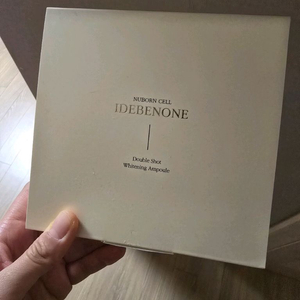 NUBORN CELL
IDEBENONE
Double Shot
Whitening Ampoule